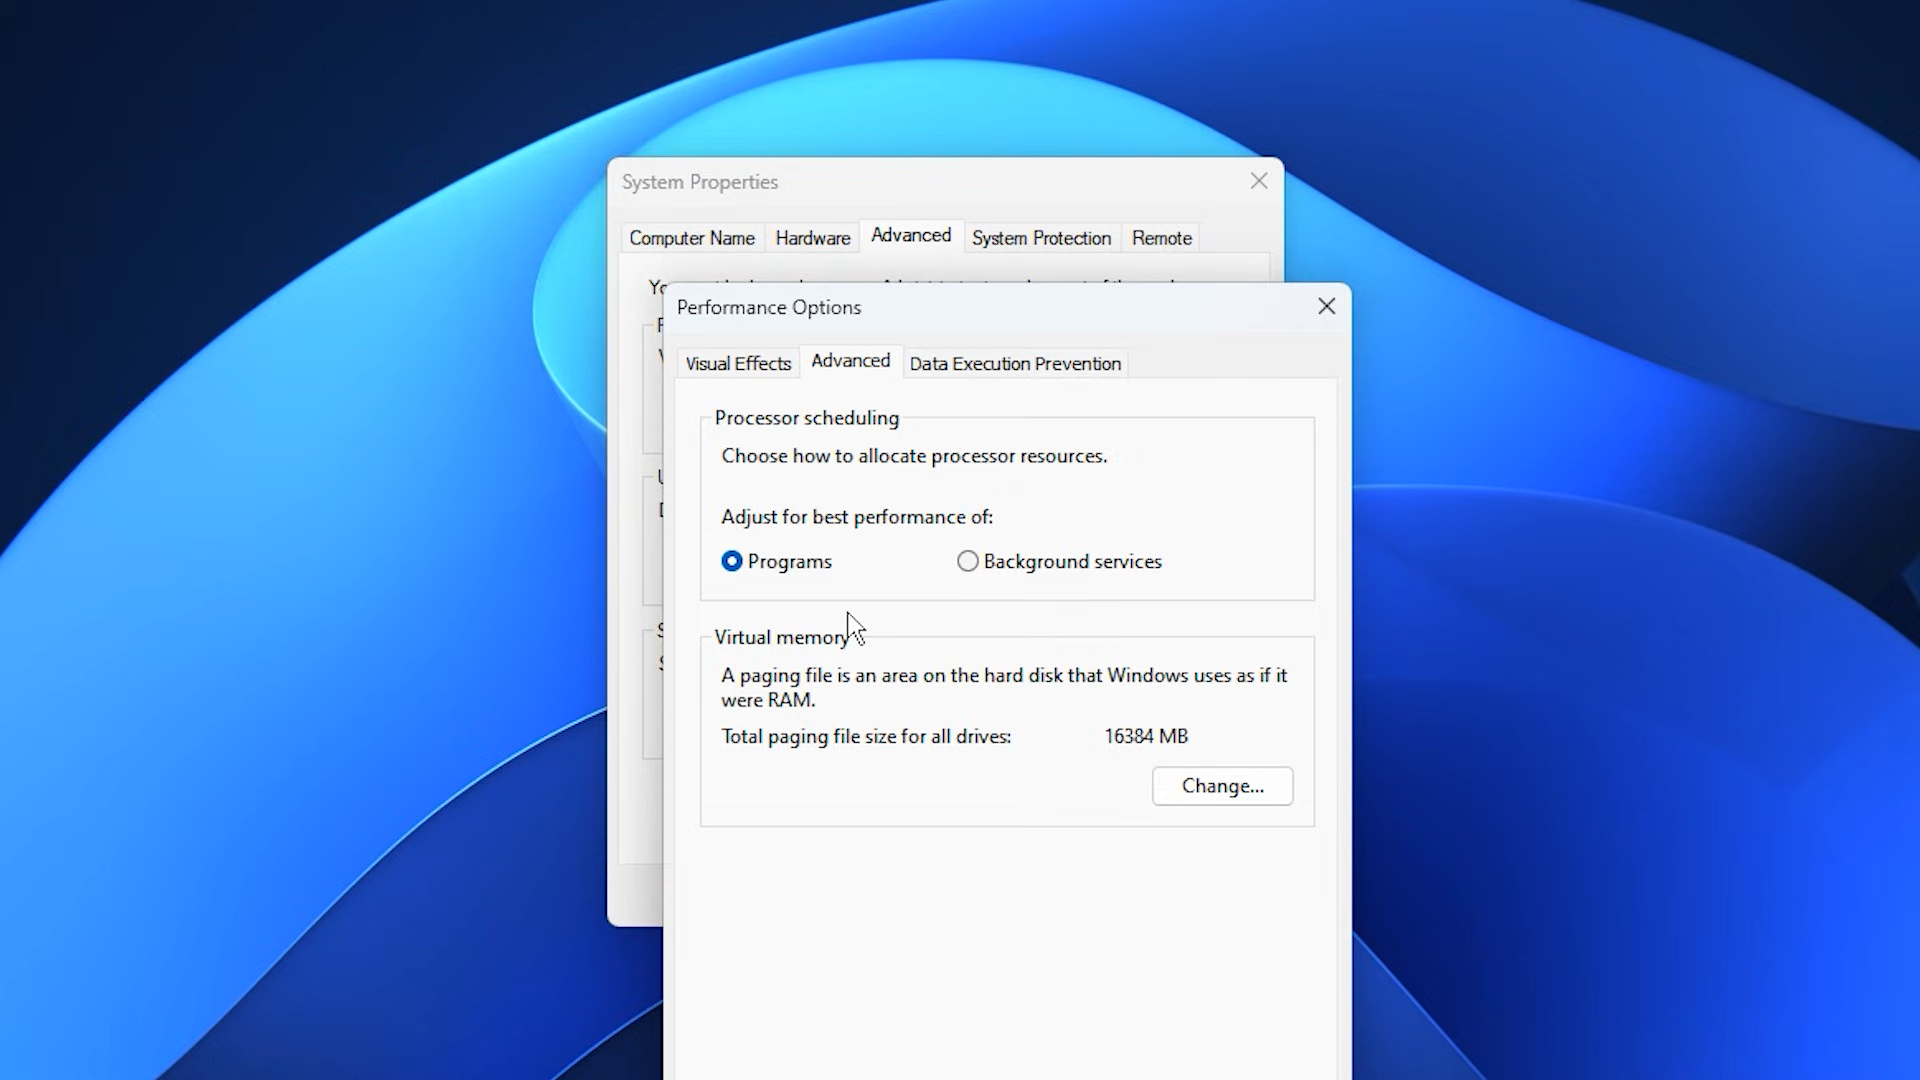 System Properties
Computer Name
Hardware
Advanced
System Protection
Remote
Performance Options
Visual Effects
Advanced
Data Execution Prevention
Processor scheduling
Choose how to allocate processor resources.
Adjust for best performance of:
Programs
Background services
Virtual memory
A paging file is an area on the hard disk that Windows uses as if it
were RAM.
Total paging file size for all drives:
16384 MB
Change...